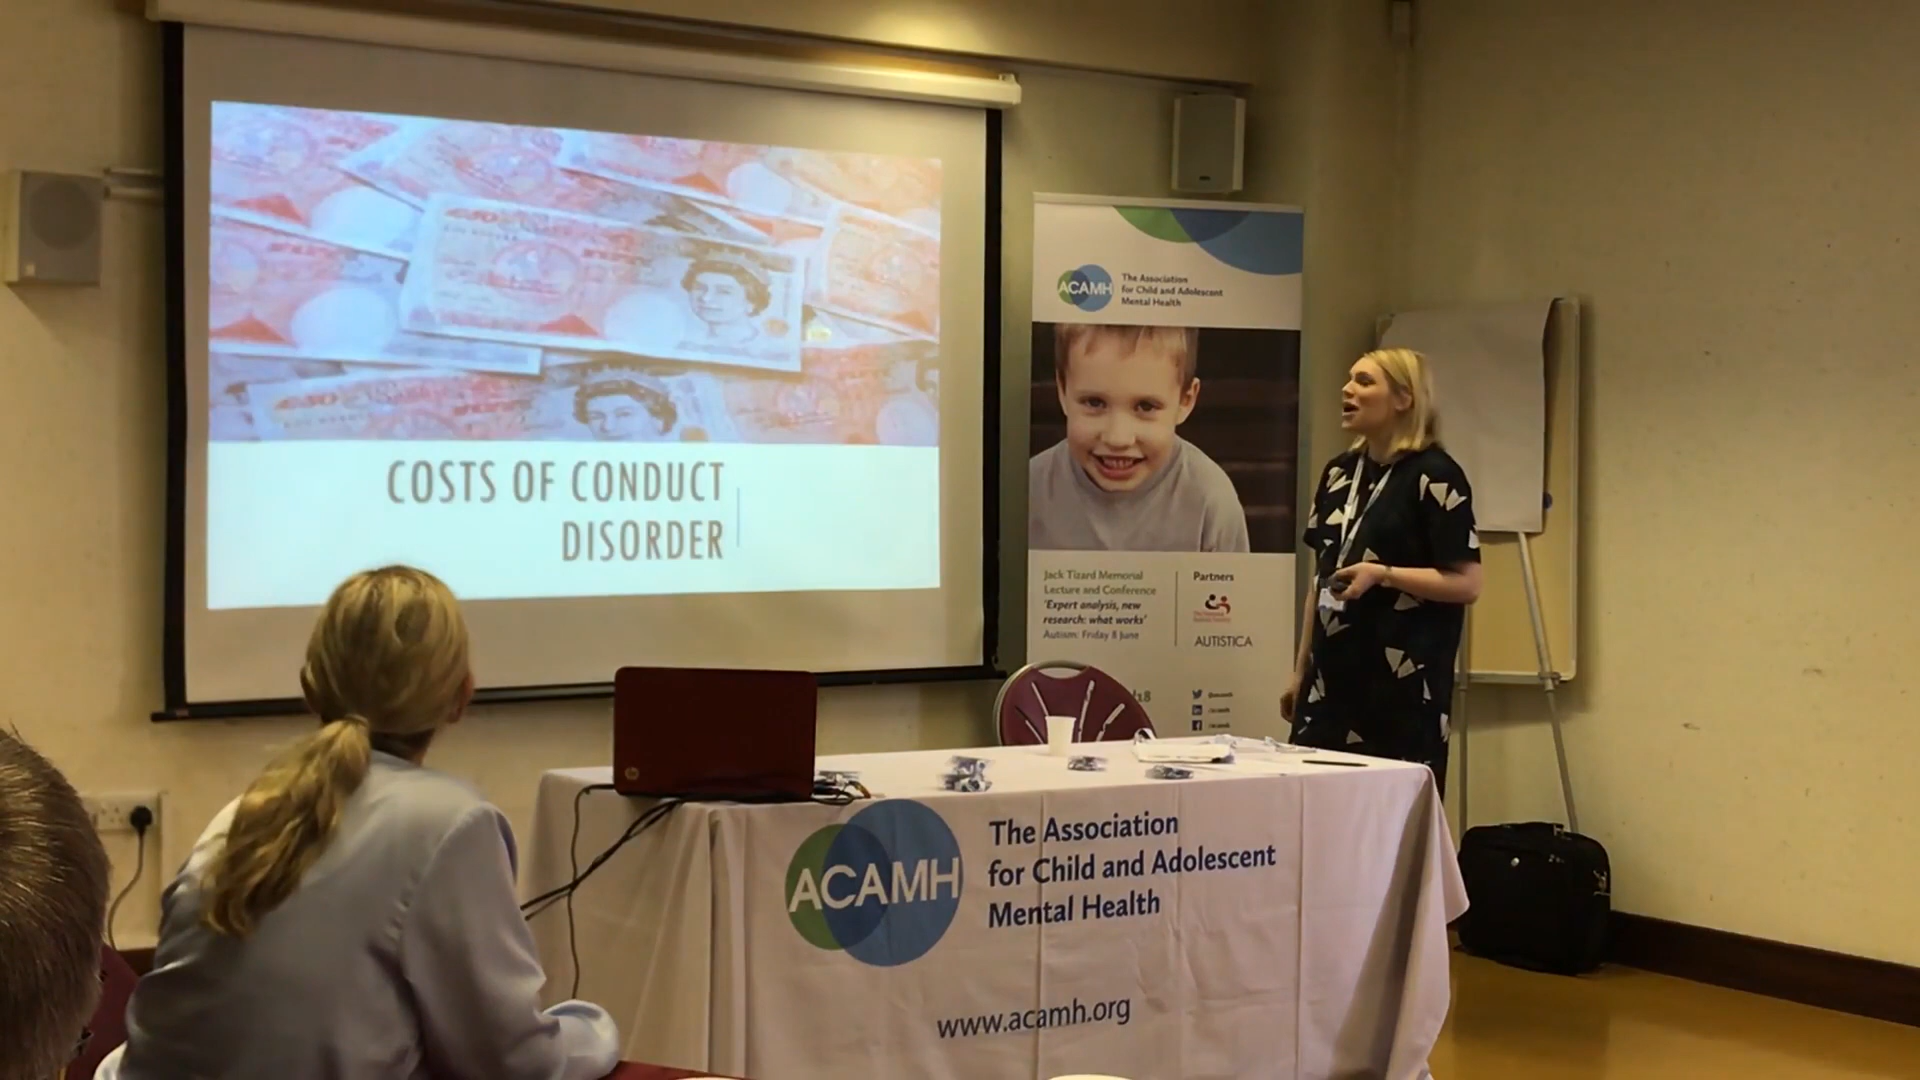 COSTS OF CONDUCT
DISORDER
ACAMH
The Association
for Child and Adolescent
Mental Health
Jack Tizard Memorial
Lecture and Conference
'Expert analysis, new
research: what works'
Autism: Friday 8 June
Partners
AUTISTICA
ACAMH
The Association
for Child and Adolescent
Mental Health
www.acamh.org